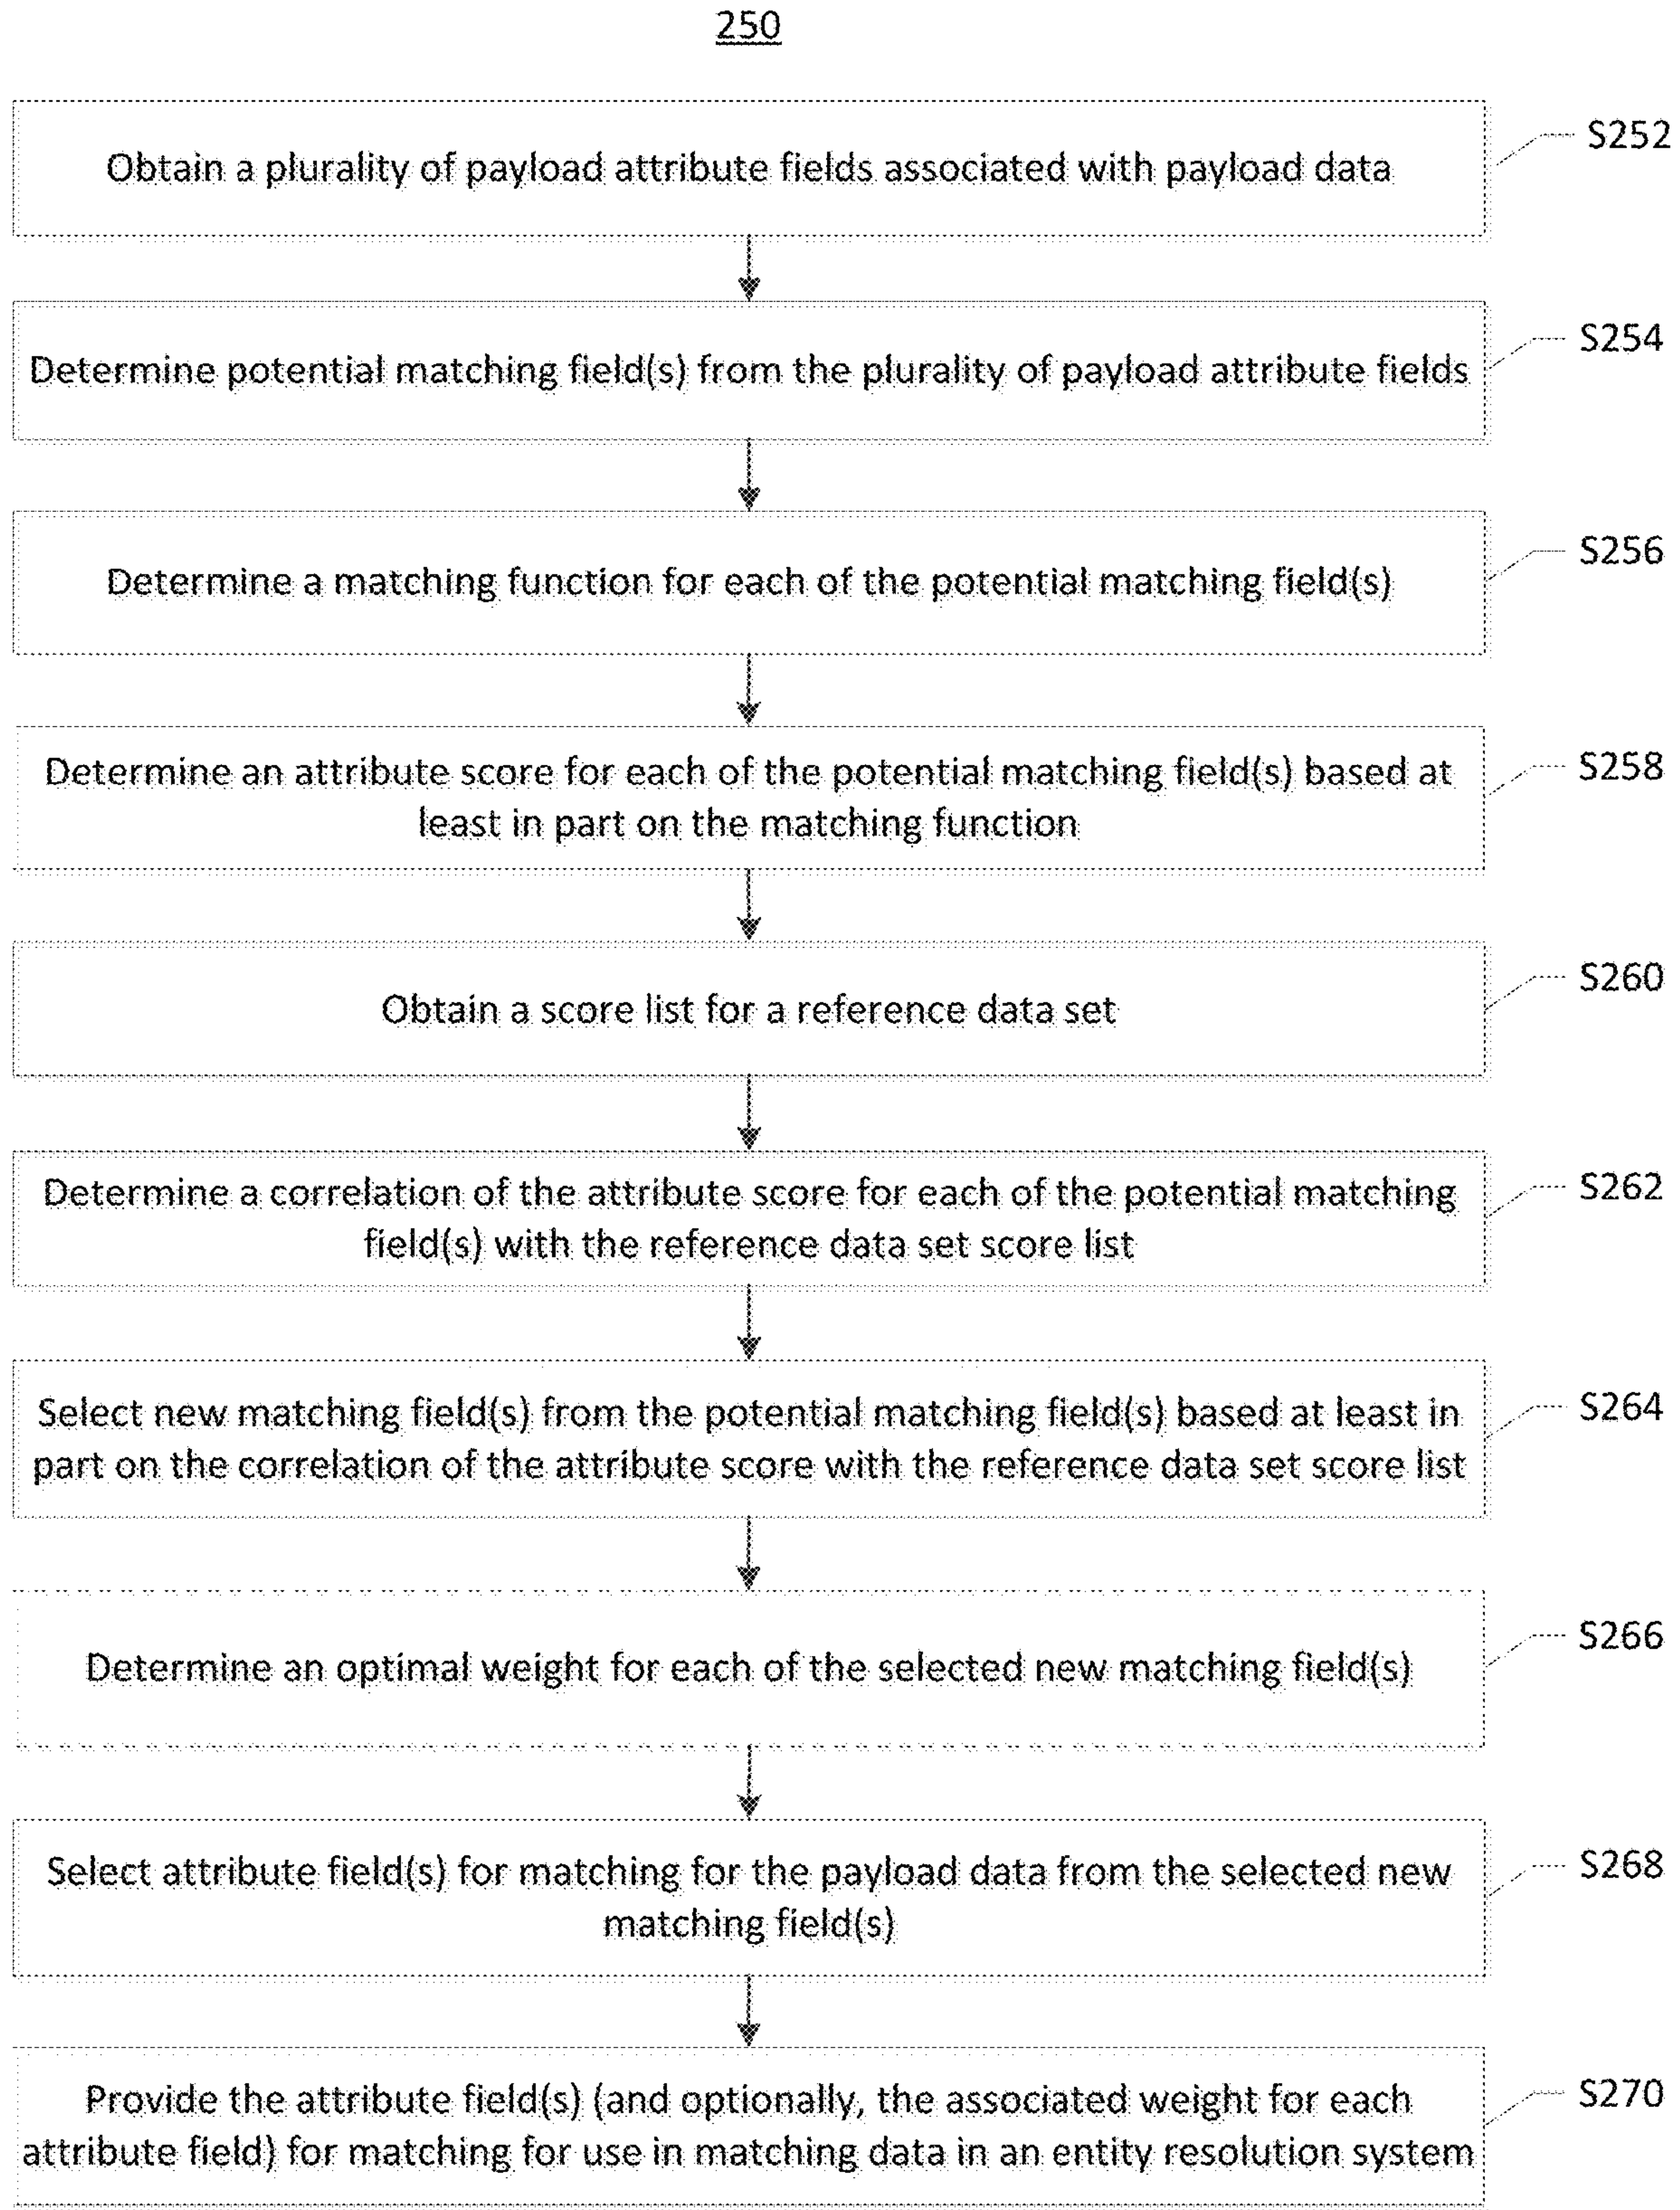 250
Obtain a plurality of payload attribute fields associated with payload data
S252
Determine potential matching field(s) from the plurality of payload attribute fields
S254
Determine a matching function for each of the potential matching field(s)
S256
Determine an attribute score for each of the potential matching field(s) based at
least in part on the matching function
S258
Obtain a score list for a reference data set
S260
Determine a correlation of the attribute score for each of the potential matching
field(s) with the reference data set score list
S262
Select new matching field(s) from the potential matching field(s) based at least in
part on the correlation of the attribute score with the reference data set score list
S264
Determine an optimal weight for each of the selected new matching field(s)
S266
Select attribute field(s) for matching for the payload data from the selected new
matching field(s)
S268
Provide the attribute field(s) (and optionally, the associated weight for each
attribute field) for matching for use in matching data in an entity resolution system
S270